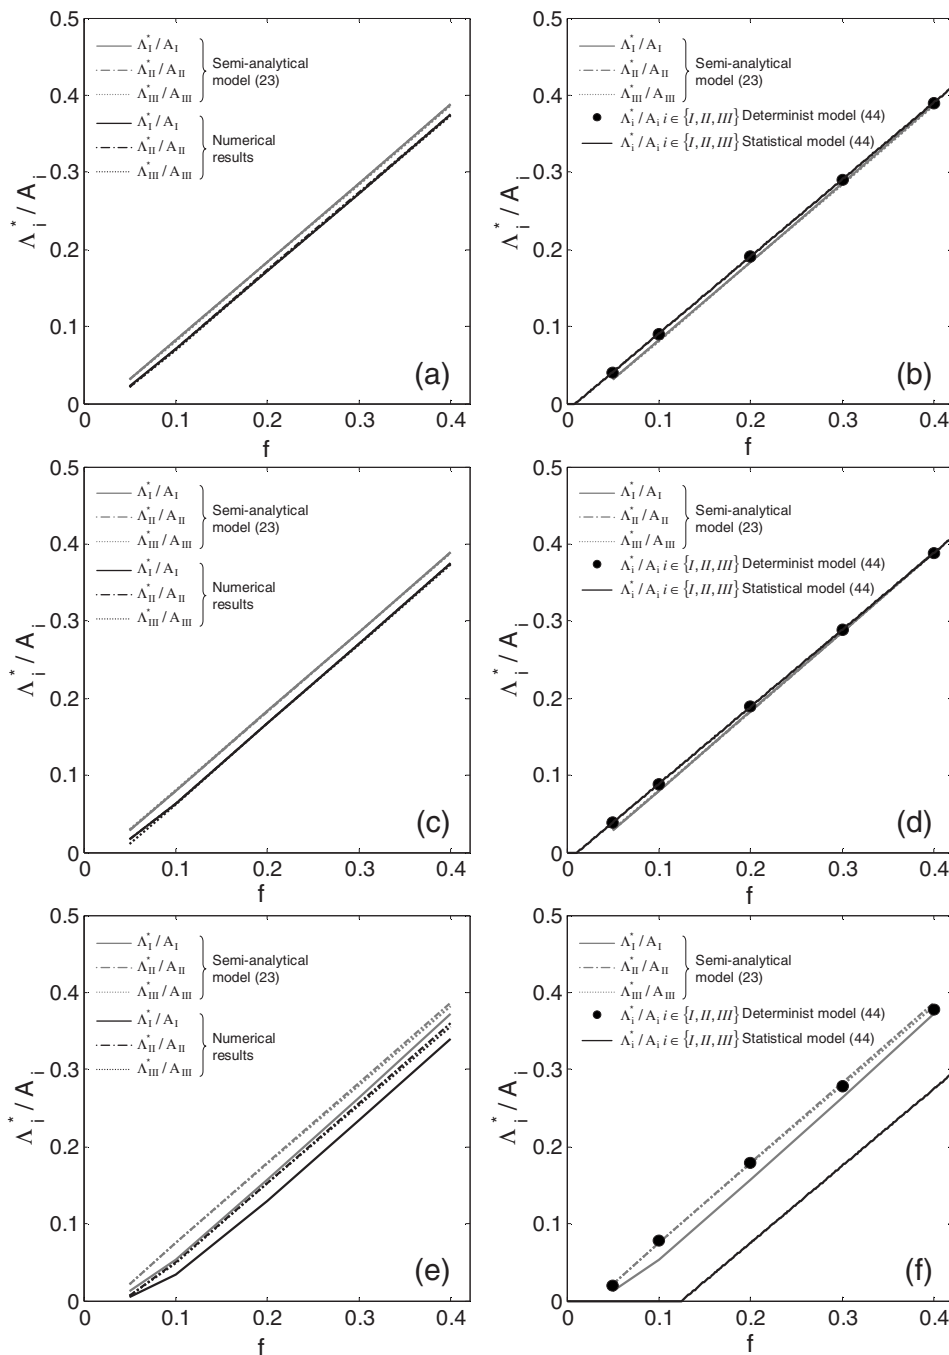 0.5
0.4
0.3
0.2
0.1
0
Λ*i / Ai
Λ*I / AI
Λ*II / AII
Λ*III / AIII
Semi-analytical
model (23)
Λ*I / AI
Λ*II / AII
Λ*III / AIII
Numerical
results
(a)
0 0.1 0.2 0.3 0.4
f
0.5
0.4
0.3
0.2
0.1
0
Λ*i / Ai
Λ*I / AI
Λ*II / AII
Λ*III / AIII
Semi-analytical
model (23)
Λ*i / Ai i ∈ {I, II, III} Determinist model (44)
Λ*i / Ai i ∈ {I, II, III} Statistical model (44)
(b)
0 0.1 0.2 0.3 0.4
f
0.5
0.4
0.3
0.2
0.1
0
Λ*i / Ai
Λ*I / AI
Λ*II / AII
Λ*III / AIII
Semi-analytical
model (23)
Λ*I / AI
Λ*II / AII
Λ*III / AIII
Numerical
results
(c)
0 0.1 0.2 0.3 0.4
f
0.5
0.4
0.3
0.2
0.1
0
Λ*i / Ai
Λ*I / AI
Λ*II / AII
Λ*III / AIII
Semi-analytical
model (23)
Λ*i / Ai i ∈ {I, II, III} Determinist model (44)
Λ*i / Ai i ∈ {I, II, III} Statistical model (44)
(d)
0 0.1 0.2 0.3 0.4
f
0.5
0.4
0.3
0.2
0.1
0
Λ*i / Ai
Λ*I / AI
Λ*II / AII
Λ*III / AIII
Semi-analytical
model (23)
Λ*I / AI
Λ*II / AII
Λ*III / AIII
Numerical
results
(e)
0 0.1 0.2 0.3 0.4
f
0.5
0.4
0.3
0.2
0.1
0
Λ*i / Ai
Λ*I / AI
Λ*II / AII
Λ*III / AIII
Semi-analytical
model (23)
Λ*i / Ai i ∈ {I, II, III} Determinist model (44)
Λ*i / Ai i ∈ {I, II, III} Statistical model (44)
(f)
0 0.1 0.2 0.3 0.4
f